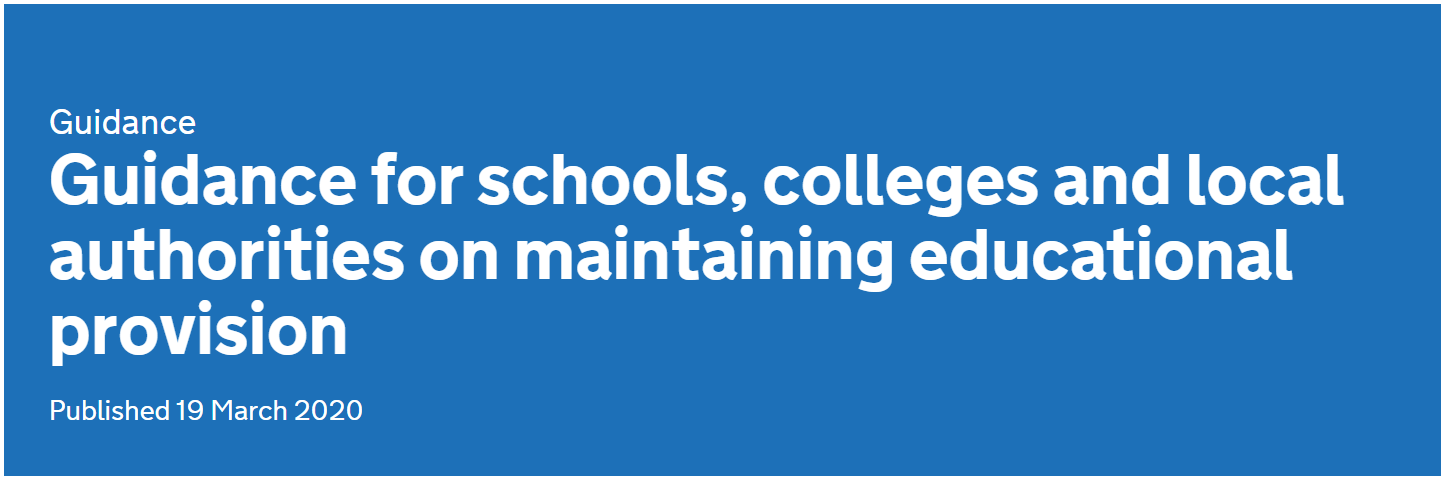 Guidance
Guidance for schools, colleges and local
authorities on maintaining educational
provision
Published 19 March 2020